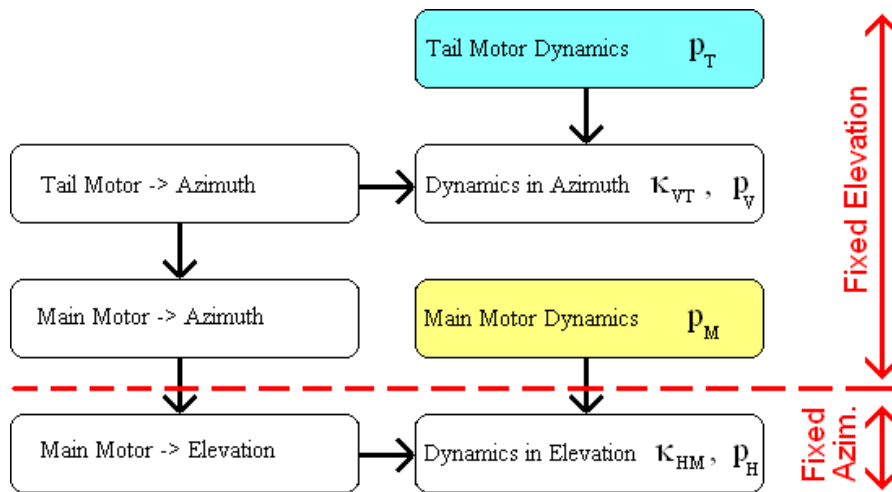 Tail Motor Dynamics p_T
Tail Motor -> Azimuth
Dynamics in Azimuth κ_VT , p_V
Main Motor -> Azimuth
Main Motor Dynamics p_M
Main Motor -> Elevation
Dynamics in Elevation κ_HM, p_H
Fixed Elevation
Fixed
Azim.